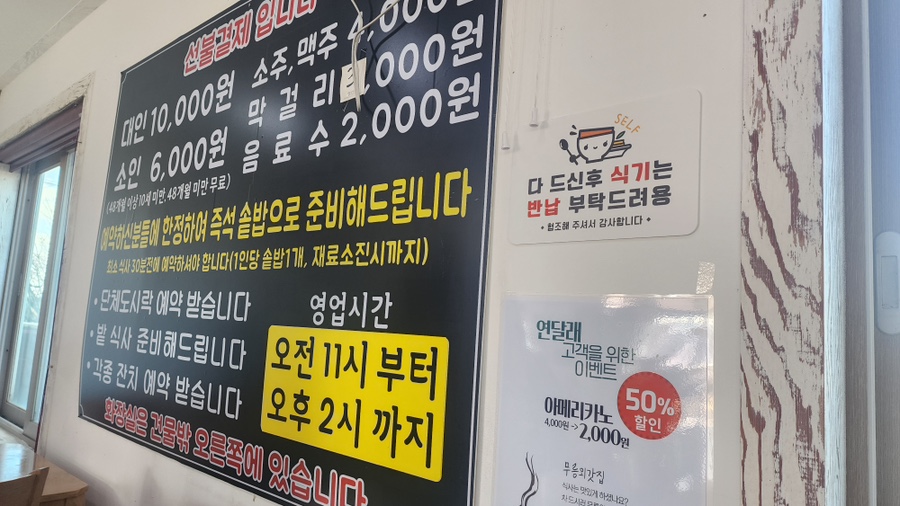 선불결제 입니다
대인 10,000원
소인 6,000원
(48개월 이상 10세 미만, 48개월 미만 무료)
소주, 맥주 4,000원
막 걸 리 ,000원
음 료 수 2,000원
예약하신분들에 한정하여 즉석 솥밥으로 준비해드립니다
최소 식사 30분전에 예약하셔야 합니다(1인당 솥밥1개, 재료소진시까지)
• 단체도시락 예약 받습니다
• 밭 식사 준비해드립니다
• 각종 잔치 예약 받습니다
영업시간
오전 11시 부터
오후 2시 까지
화장실은 건물밖 오른쪽에 있습니다
SELF
다 드신후 식기는
반납 부탁드려용
• 협조해 주셔서 감사합니다 •
연달래
고객을 위한
이벤트
50%
할인
아메리카노
4,000원 → 2,000원
식사는 맛있게 하셨나요?